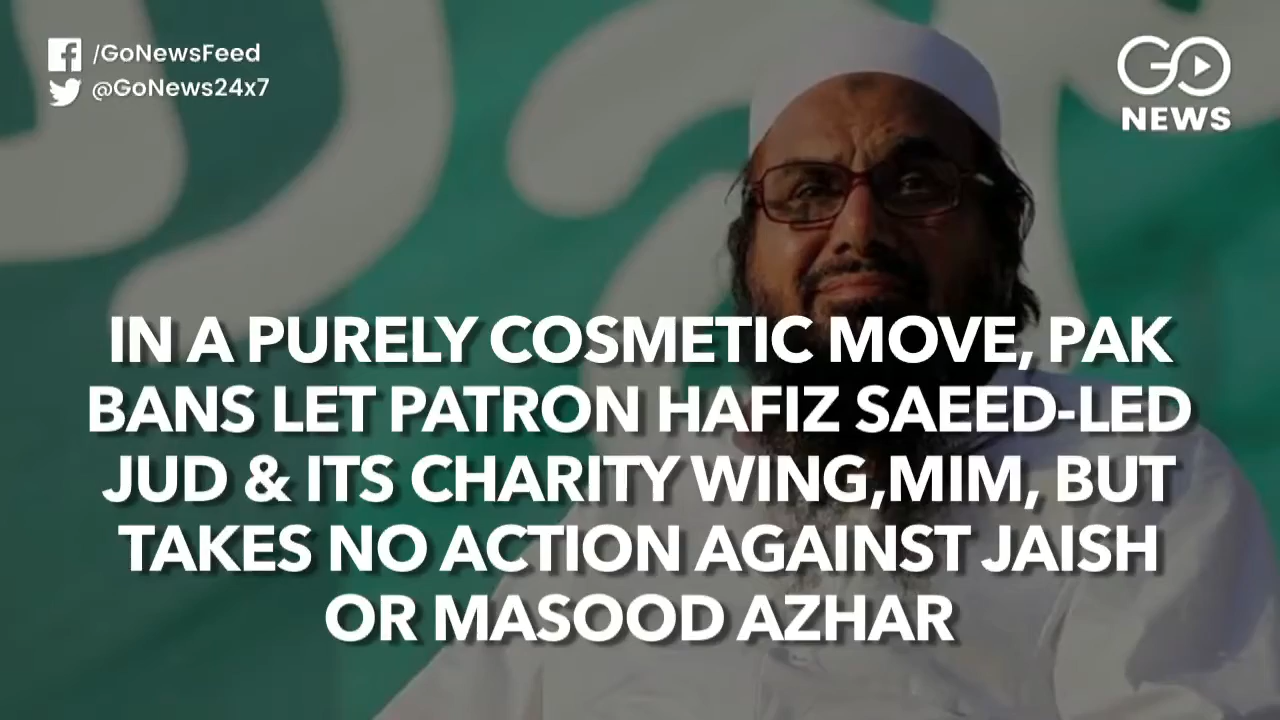 /GoNewsFeed
@GoNews24x7
GO
NEWS
IN A PURELY COSMETIC MOVE, PAK
BANS LET PATRON HAFIZ SAEED-LED
JUD & ITS CHARITY WING,MIM, BUT
TAKES NO ACTION AGAINST JAISH
OR MASOOD AZHAR